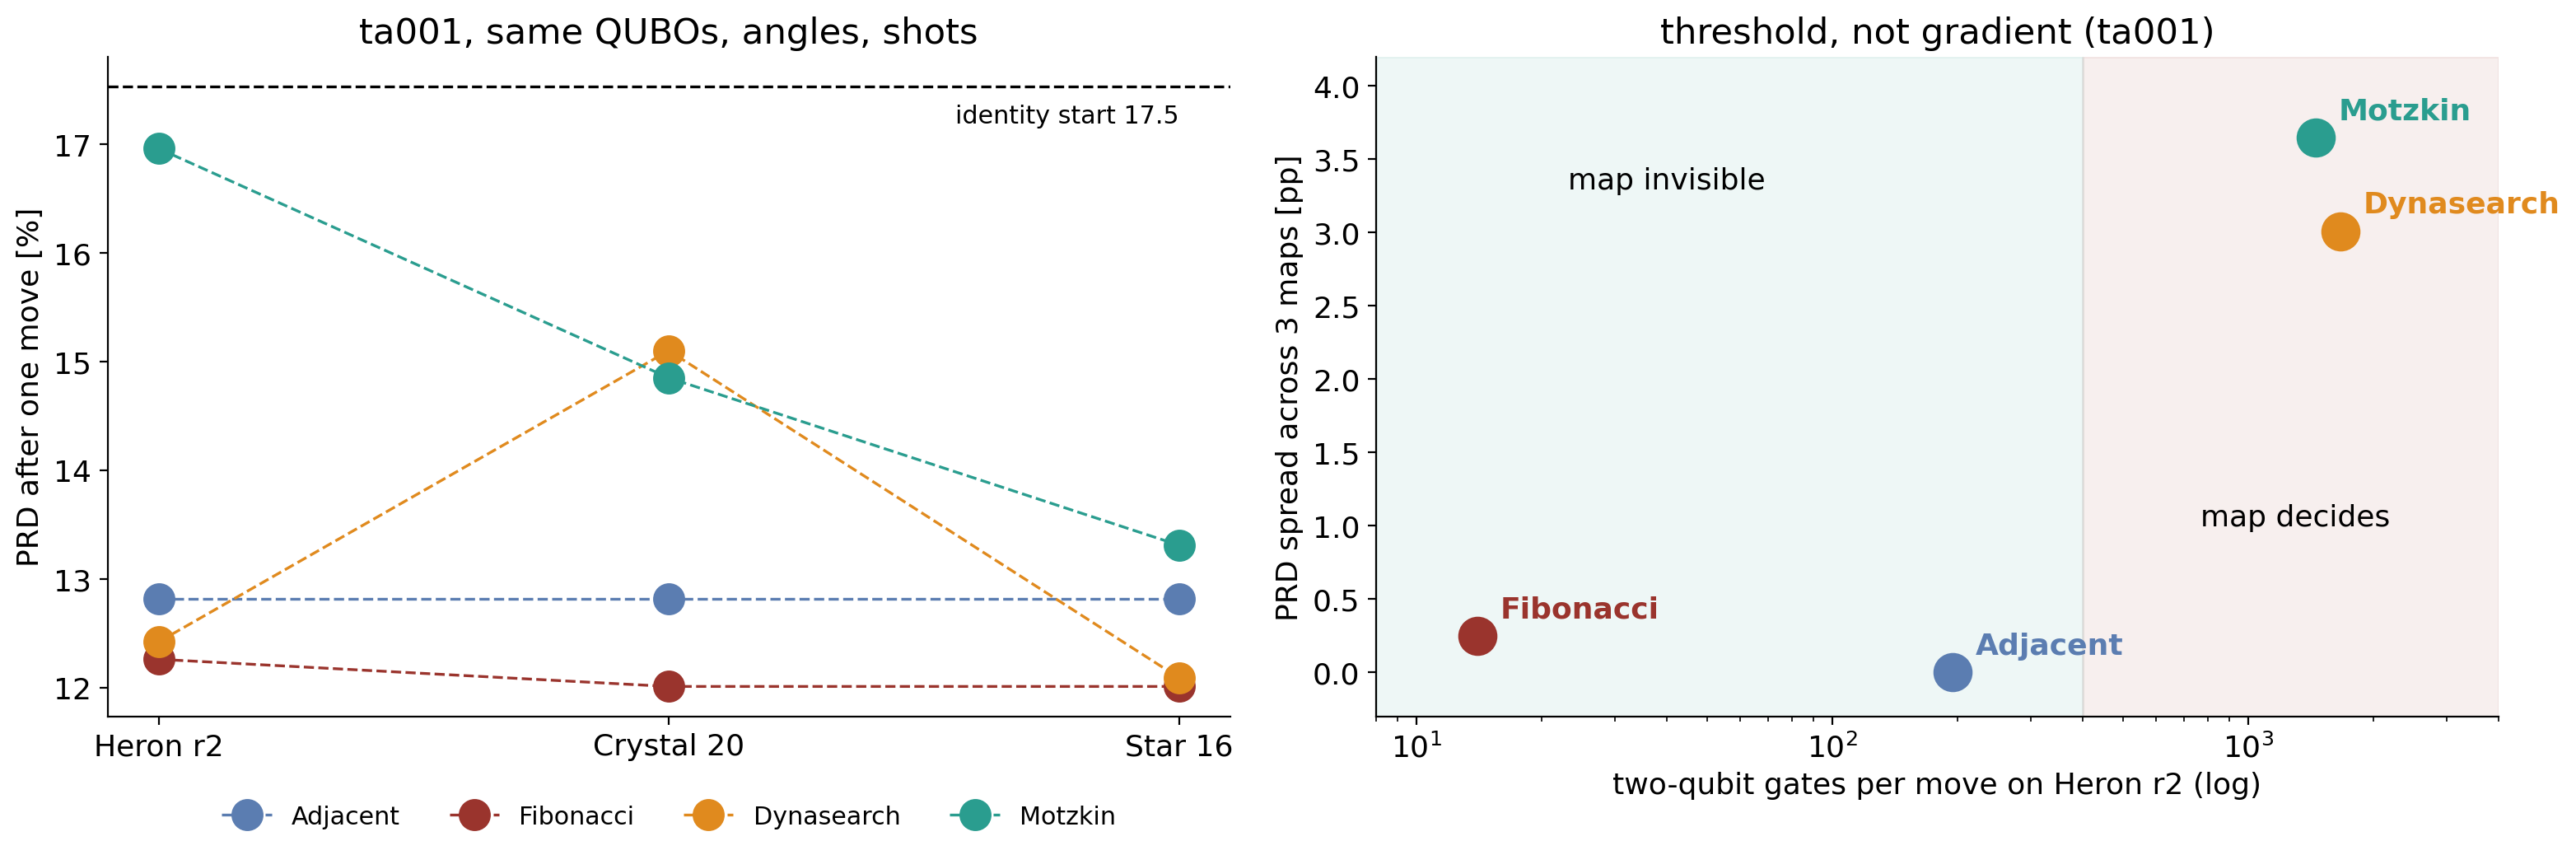 ta001, same QUBOs, angles, shots
PRD after one move [%]
17
16
15
14
13
12
identity start 17.5
Heron r2
Crystal 20
Star 16
Adjacent
Fibonacci
Dynasearch
Motzkin
threshold, not gradient (ta001)
PRD spread across 3 maps [pp]
4.0
3.5
3.0
2.5
2.0
1.5
1.0
0.5
0.0
map invisible
Motzkin
Dynasearch
map decides
Fibonacci
Adjacent
10¹
10²
10³
two-qubit gates per move on Heron r2 (log)